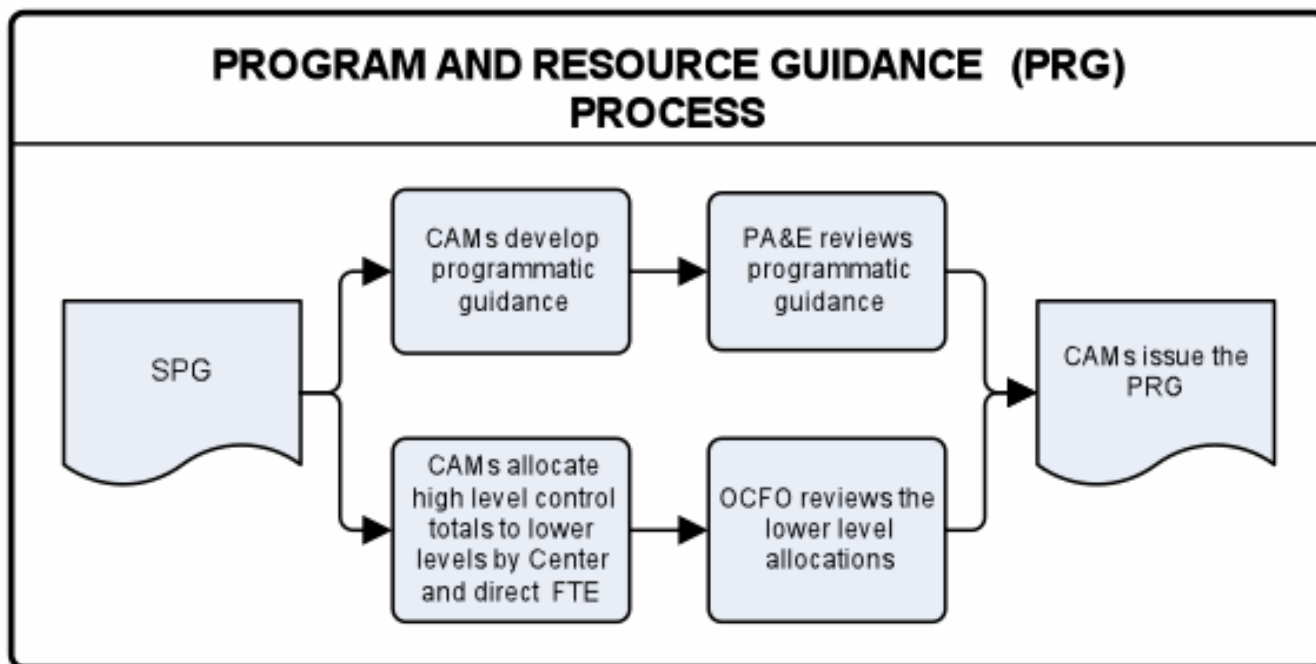 PROGRAM AND RESOURCE GUIDANCE (PRG)
PROCESS
SPG
CAMs develop
programmatic
guidance
PA&E reviews
programmatic
guidance
CAMs allocate
high level control
totals to lower
levels by Center
and direct FTE
OCFO reviews the
lower level
allocations
CAMs issue the
PRG